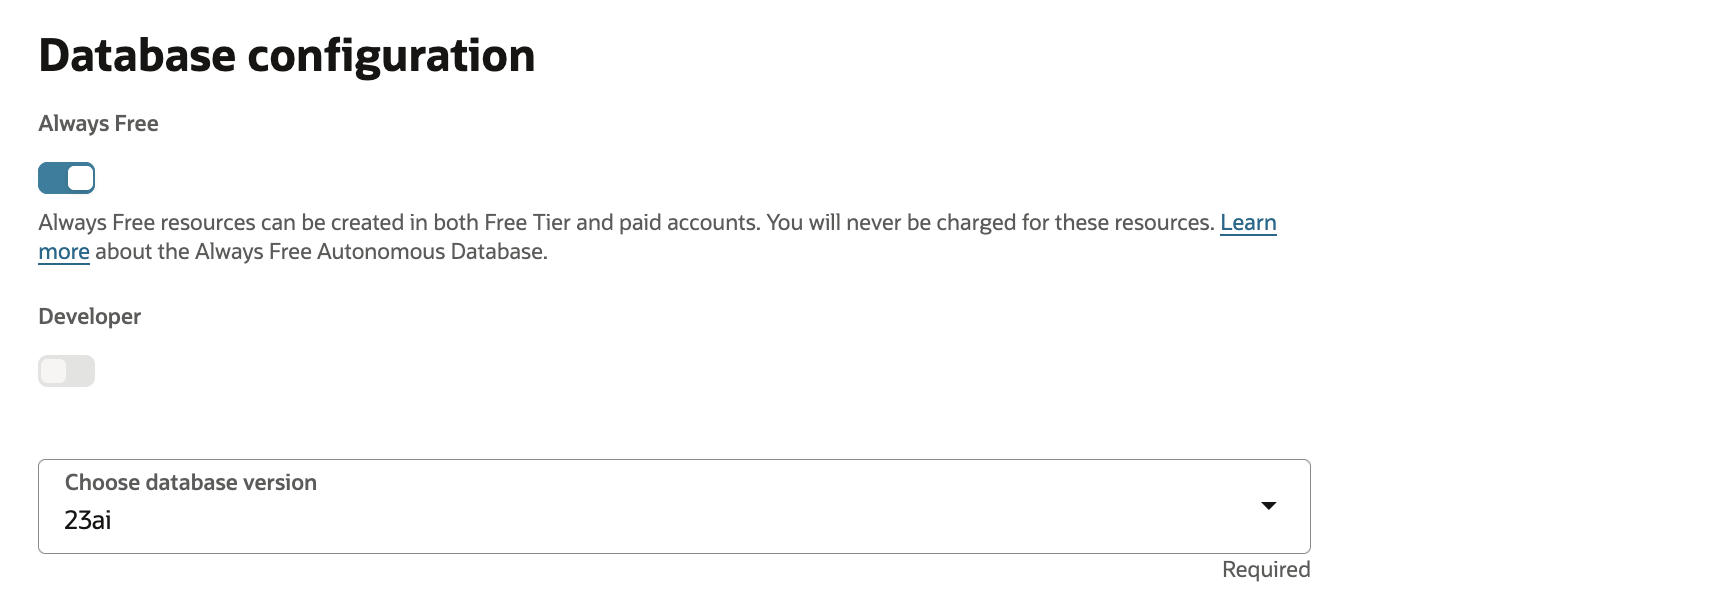 Database configuration
Always Free
Always Free resources can be created in both Free Tier and paid accounts. You will never be charged for these resources. Learn
more about the Always Free Autonomous Database.
Developer
Choose database version
23ai
Required